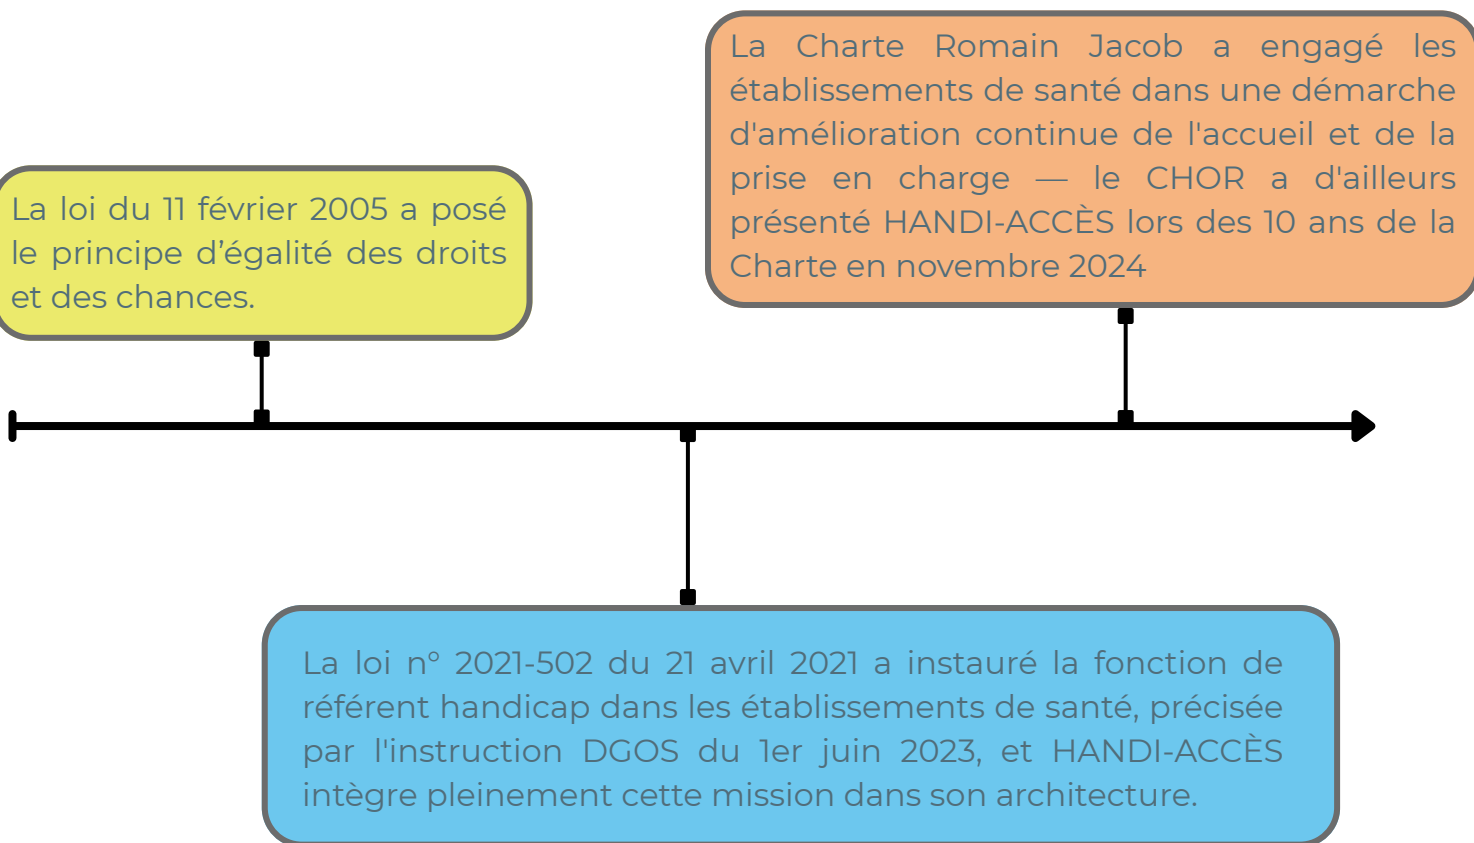 La Charte Romain Jacob a engagé les
établissements de santé dans une démarche
d'amélioration continue de l'accueil et de la
prise en charge — le CHOR a d'ailleurs
présenté HANDI-ACCÈS lors des 10 ans de la
Charte en novembre 2024
La loi du 11 février 2005 a posé
le principe d’égalité des droits
et des chances.
La loi n° 2021-502 du 21 avril 2021 a instauré la fonction de
référent handicap dans les établissements de santé, précisée
par l'instruction DGOS du 1er juin 2023, et HANDI-ACCÈS
intègre pleinement cette mission dans son architecture.